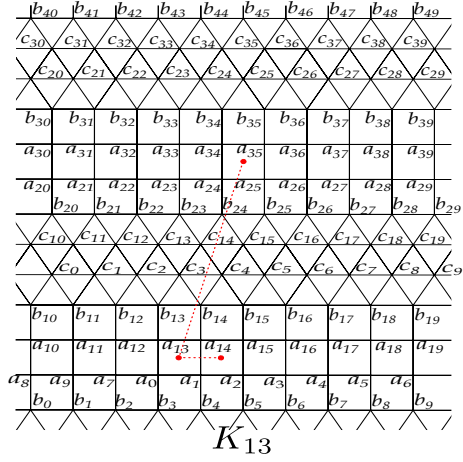 b₄₀ b₄₁ b₄₂ b₄₃ b₄₄ b₄₅ b₄₆ b₄₇ b₄₈ b₄₉
c₃₀ c₃₁ c₃₂ c₃₃ c₃₄ c₃₅ c₃₆ c₃₇ c₃₈ c₃₉
c₂₀ c₂₁ c₂₂ c₂₃ c₂₄ c₂₅ c₂₆ c₂₇ c₂₈ c₂₉
b₃₀ b₃₁ b₃₂ b₃₃ b₃₄ b₃₅ b₃₆ b₃₇ b₃₈ b₃₉
a₃₀ a₃₁ a₃₂ a₃₃ a₃₄ a₃₅ a₃₆ a₃₇ a₃₈ a₃₉
a₂₀ a₂₁ a₂₂ a₂₃ a₂₄ a₂₅ a₂₆ a₂₇ a₂₈ a₂₉
b₂₀ b₂₁ b₂₂ b₂₃ b₂₄ b₂₅ b₂₆ b₂₇ b₂₈ b₂₉
c₁₀ c₁₁ c₁₂ c₁₃ c₁₄ c₁₅ c₁₆ c₁₇ c₁₈ c₁₉
c₀ c₁ c₂ c₃ c₄ c₅ c₆ c₇ c₈ c₉
b₁₀ b₁₁ b₁₂ b₁₃ b₁₄ b₁₅ b₁₆ b₁₇ b₁₈ b₁₉
a₁₀ a₁₁ a₁₂ a₁₃ a₁₄ a₁₅ a₁₆ a₁₇ a₁₈ a₁₉
a₈ a₉ a₇ a₀ a₁ a₂ a₃ a₄ a₅ a₆
b₀ b₁ b₂ b₃ b₄ b₅ b₆ b₇ b₈ b₉
K₁₃